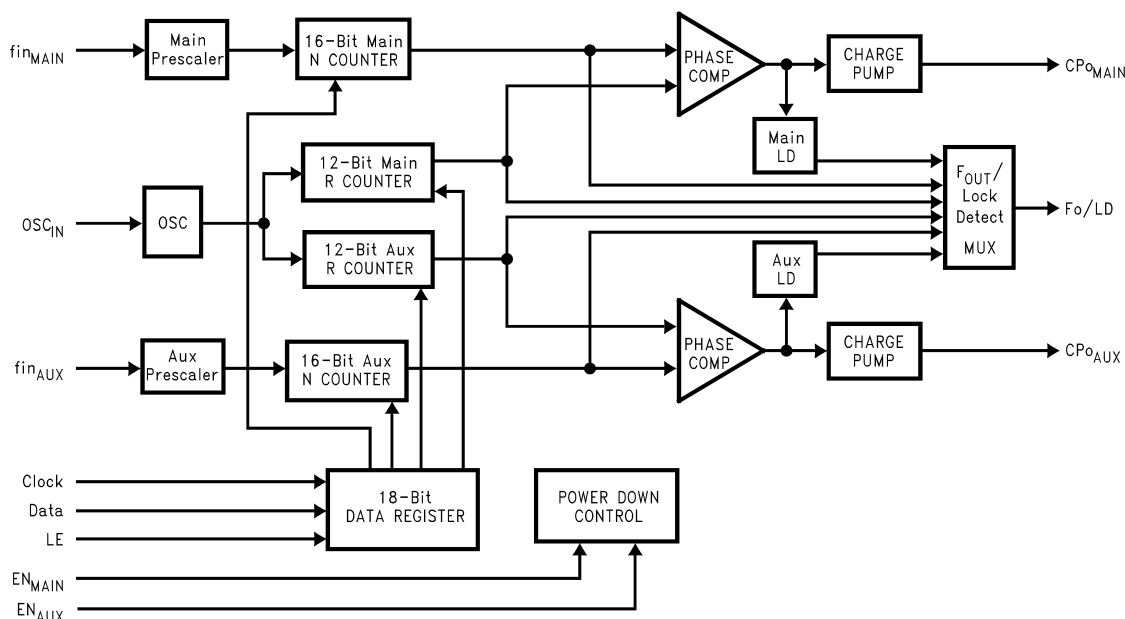 fin_MAIN
Main
Prescaler
16-Bit Main
N COUNTER
PHASE
COMP
CHARGE
PUMP
CPo_MAIN
Main
LD
12-Bit Main
R COUNTER
OSC_IN
OSC
F_OUT/
Lock
Detect
MUX
Fo/LD
12-Bit Aux
R COUNTER
Aux
LD
fin_AUX
Aux
Prescaler
16-Bit Aux
N COUNTER
PHASE
COMP
CHARGE
PUMP
CPo_AUX
Clock
Data
LE
18-Bit
DATA REGISTER
POWER DOWN
CONTROL
EN_MAIN
EN_AUX